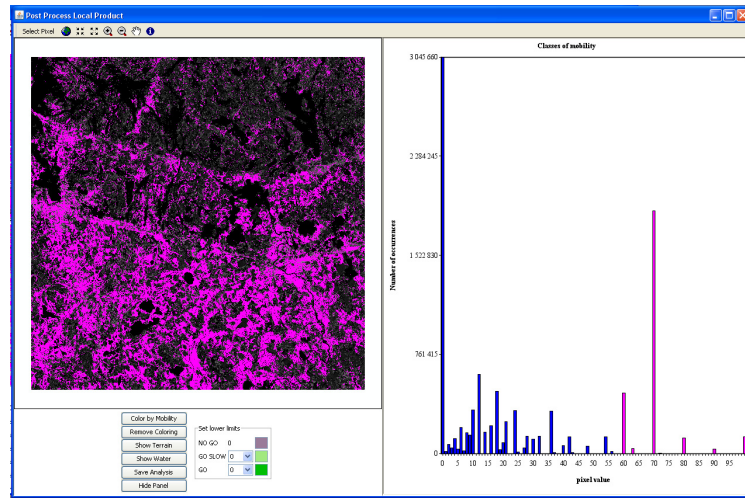 Post Process Local Product
Select Pixel
Classes of mobility
3 045 660
2 284 245
1 522 830
761 415
0
Number of occurrences
0 5 10 15 20 25 30 35 40 45 50 55 60 65 70 75 80 85 90 95
pixel value
Color by Mobility
Remove Coloring
Show Terrain
Show Water
Save Analysis
Hide Panel
Set lower limits
NO GO 0
GO SLOW 0
GO 0